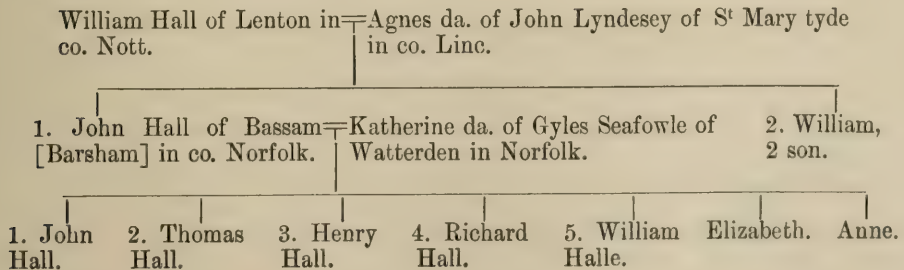 William Hall of Lenton in
co. Nott.
Agnes da. of John Lyndesey of Sᵗ Mary tyde
in co. Linc.
1. John Hall of Bassam
[Barsham] in co. Norfolk.
Katherine da. of Gyles Seafowle of
Watterden in Norfolk.
2. William,
2 son.
1. John
Hall.
2. Thomas
Hall.
3. Henry
Hall.
4. Richard
Hall.
5. William
Halle.
Elizabeth.
Anne.